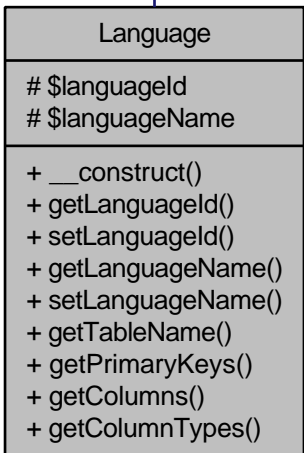 Language
# $languageId
# $languageName
+ __construct()
+ getLanguageId()
+ setLanguageId()
+ getLanguageName()
+ setLanguageName()
+ getTableName()
+ getPrimaryKeys()
+ getColumns()
+ getColumnTypes()